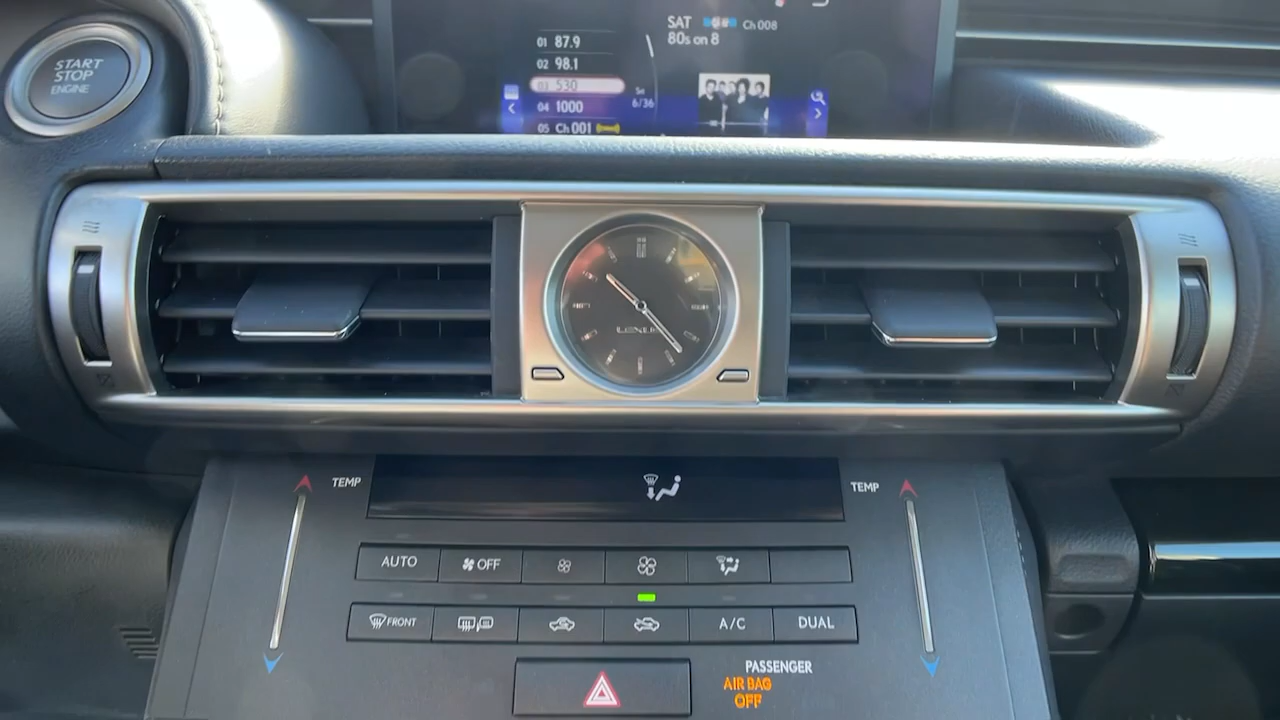 START
STOP
ENGINE
01 87.9
02 98.1
03 530
04 1000
05 Ch 001
6/36
SAT
Ch 008
80s on 8
LEXUS
TEMP
TEMP
AUTO
OFF
FRONT
A/C
DUAL
PASSENGER
AIR BAG
OFF